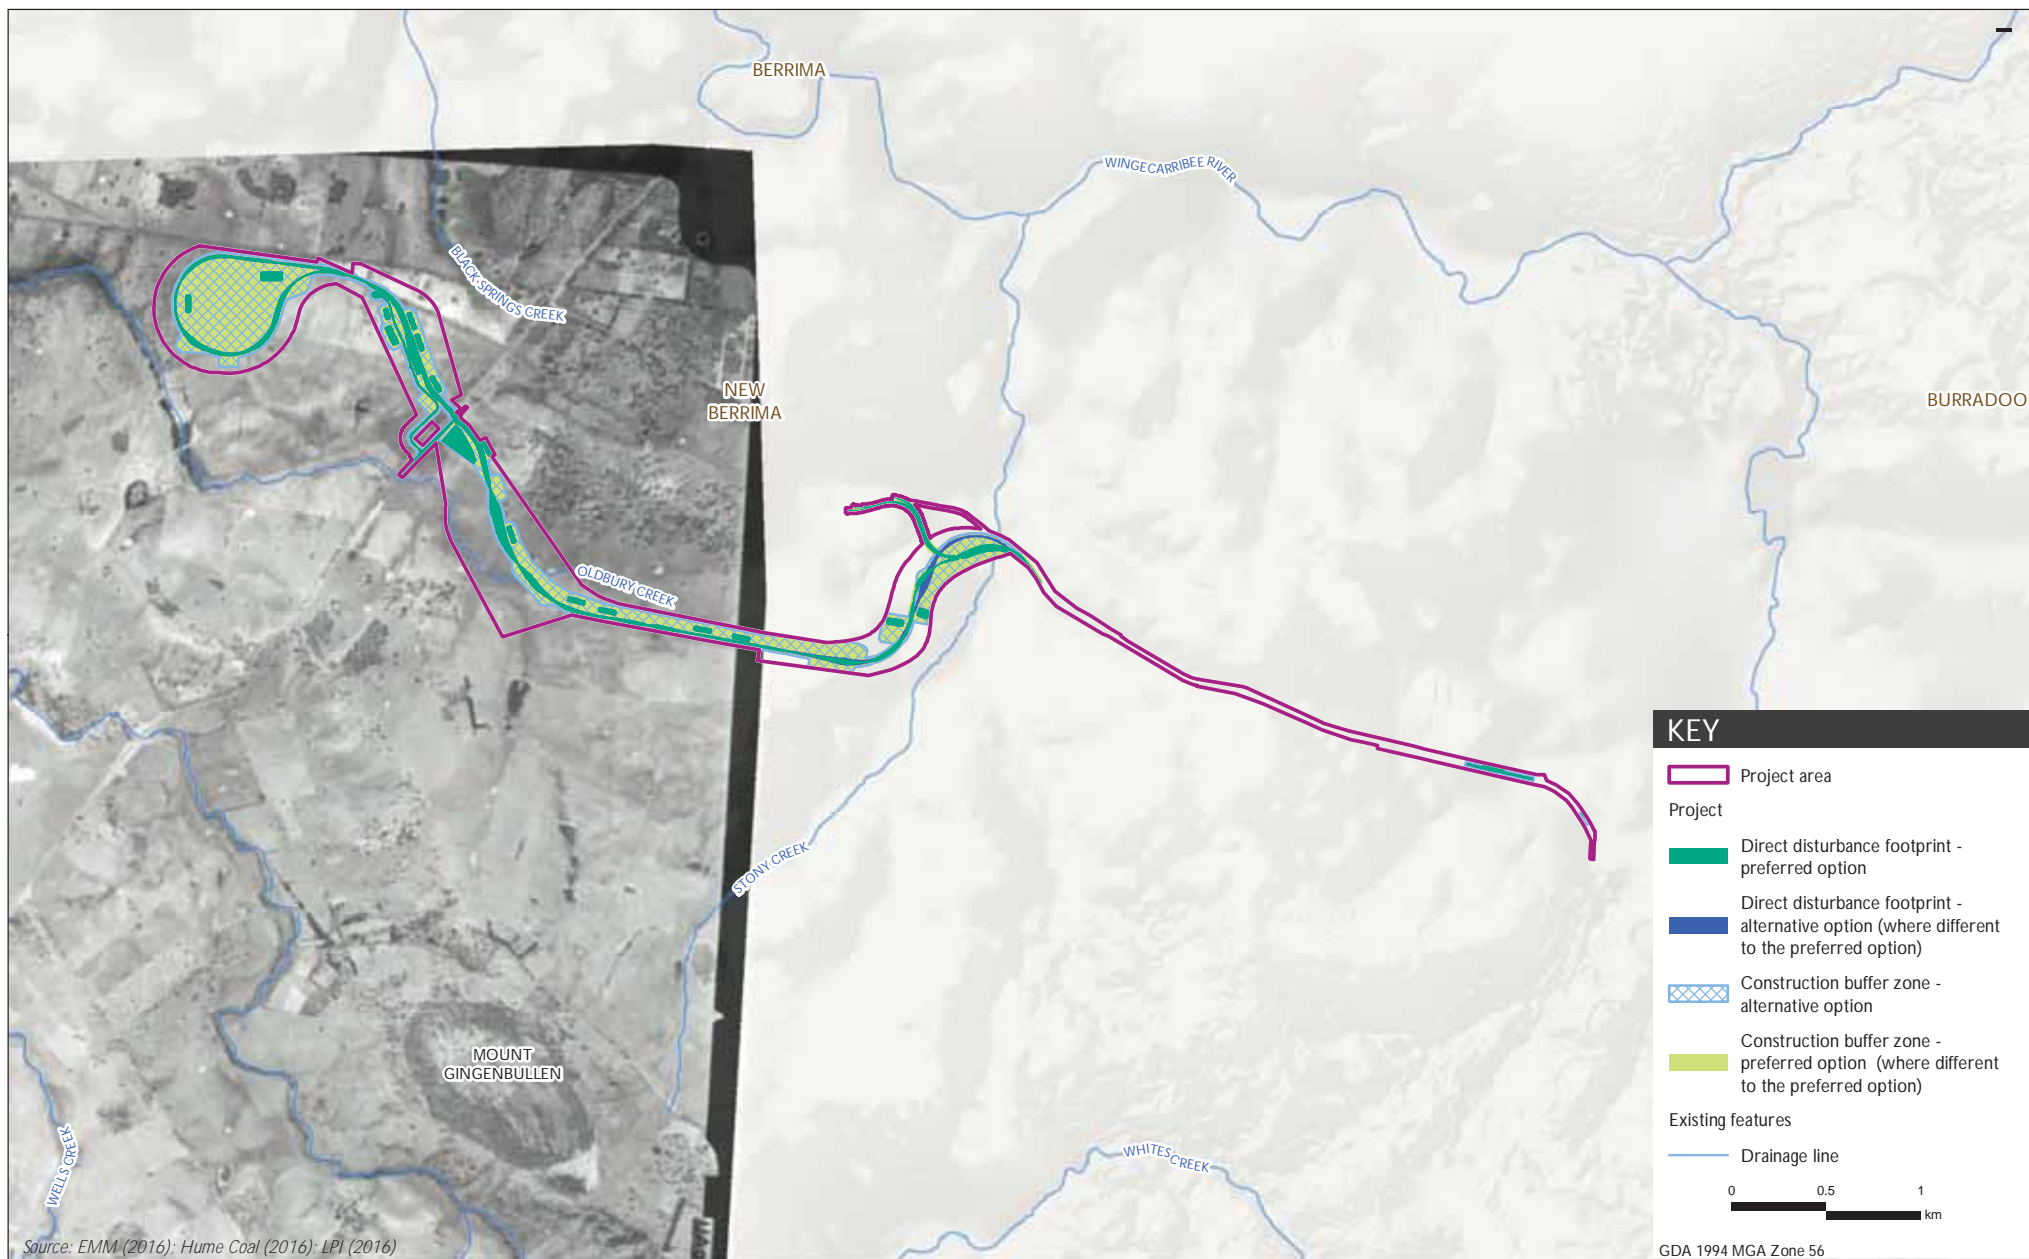 BERRIMA
WINGECARRIBEE RIVER
BLACK SPRINGS CREEK
NEW
BERRIMA
BURRADOO
OLDBURY CREEK
STONY CREEK
MOUNT
GINGENBULLEN
WELLS CREEK
WHITES CREEK
KEY
Project area
Project
Direct disturbance footprint -
preferred option
Direct disturbance footprint -
alternative option (where different
to the preferred option)
Construction buffer zone -
alternative option
Construction buffer zone -
preferred option (where different
to the preferred option)
Existing features
Drainage line
0 0.5 1
km
GDA 1994 MGA Zone 56
Source: EMM (2016); Hume Coal (2016); LPI (2016)